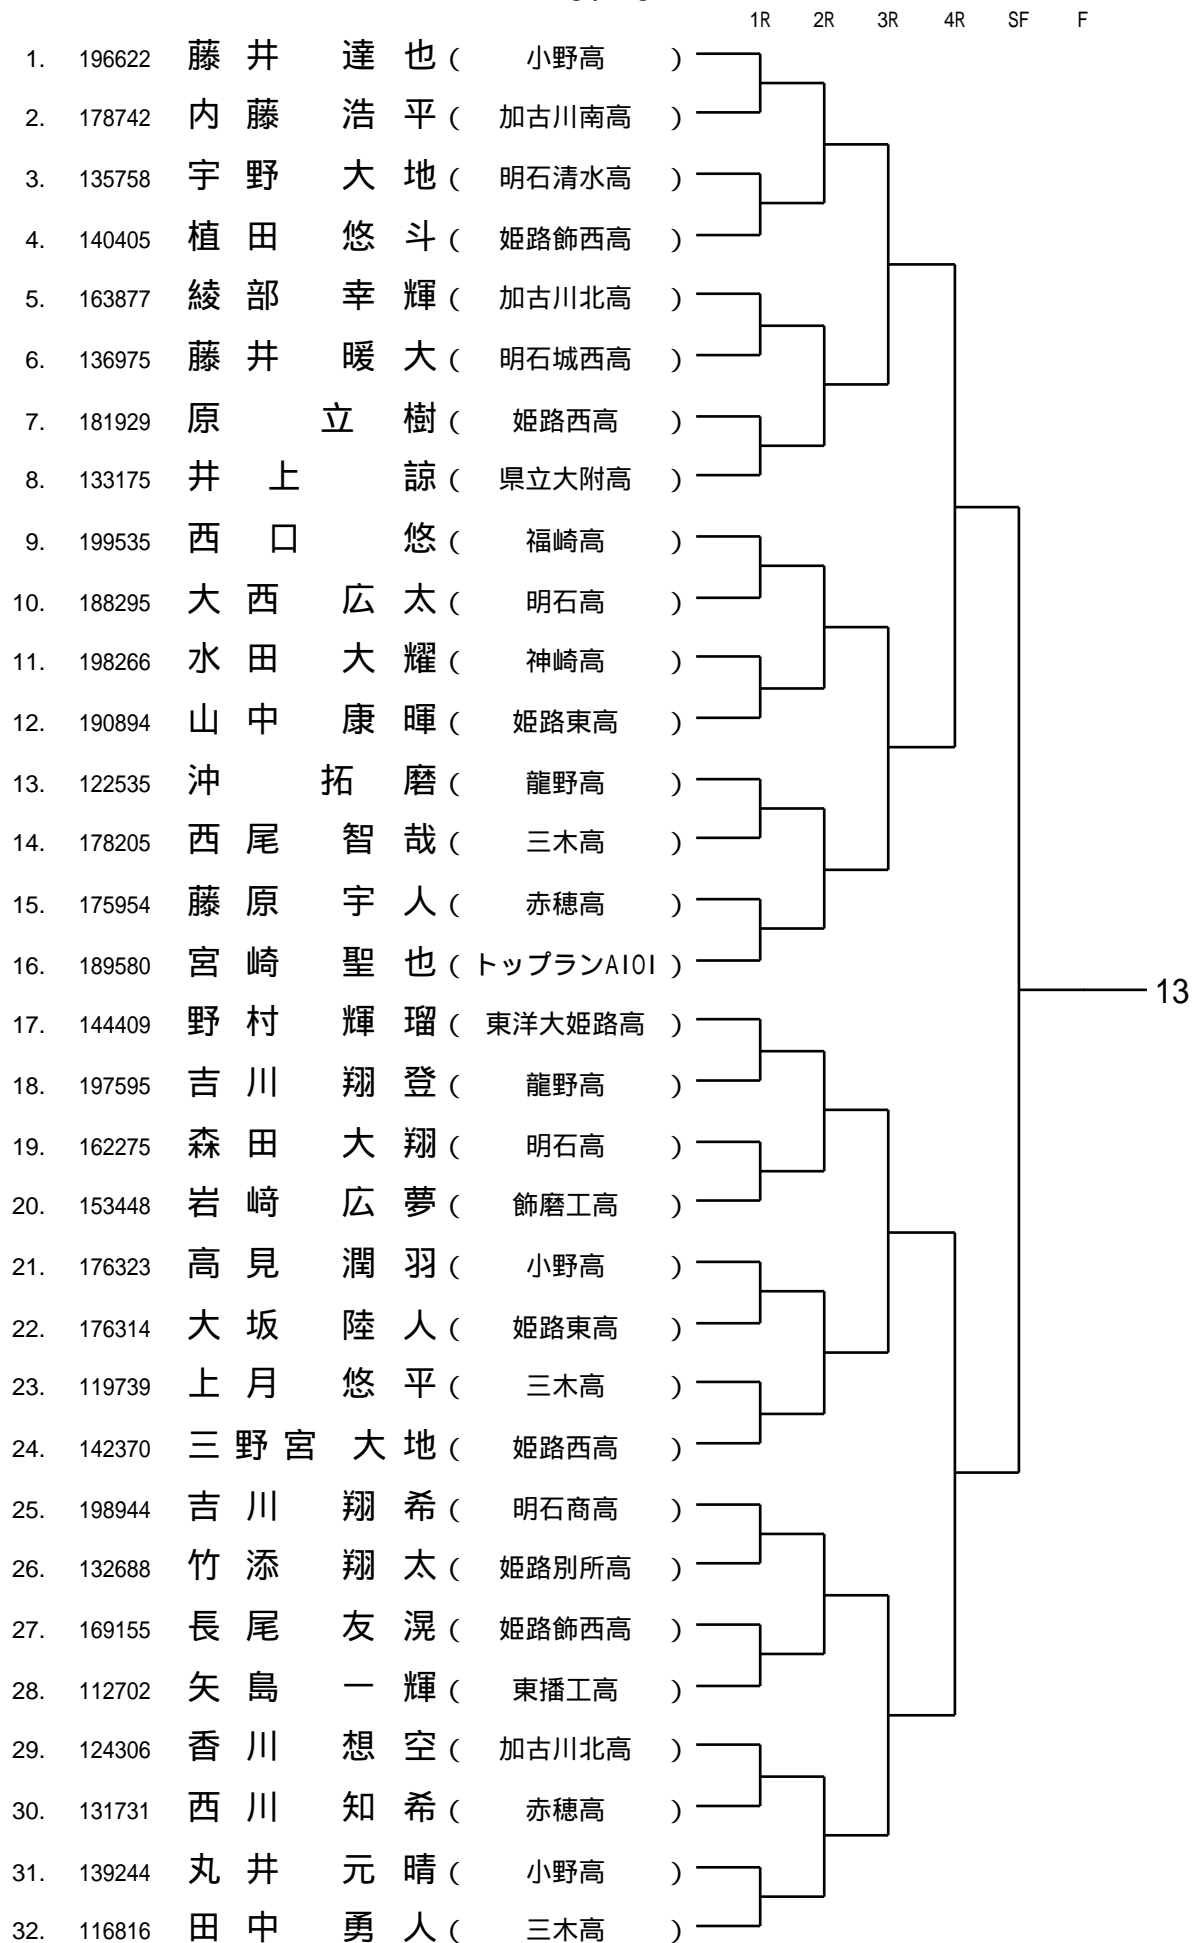 1R 2R 3R 4R SF F
1. 196622 藤井 達也 ( 小野高 )
2. 178742 内藤 浩平 ( 加古川南高 )
3. 135758 宇野 大地 ( 明石清水高 )
4. 140405 植田 悠斗 ( 姫路飾西高 )
5. 163877 綾部 幸輝 ( 加古川北高 )
6. 136975 藤井 暖大 ( 明石城西高 )
7. 181929 原 立樹 ( 姫路西高 )
8. 133175 井上 諒 ( 県立大附高 )
9. 199535 西口 悠 ( 福崎高 )
10. 188295 大西 広太 ( 明石高 )
11. 198266 水田 大耀 ( 神崎高 )
12. 190894 山中 康暉 ( 姫路東高 )
13. 122535 沖 拓磨 ( 龍野高 )
14. 178205 西尾 智哉 ( 三木高 )
15. 175954 藤原 宇人 ( 赤穂高 )
16. 189580 宮崎 聖也 ( トップランAIOI )
13
17. 144409 野村 輝瑠 ( 東洋大姫路高 )
18. 197595 吉川 翔登 ( 龍野高 )
19. 162275 森田 大翔 ( 明石高 )
20. 153448 岩﨑 広夢 ( 飾磨工高 )
21. 176323 高見 潤羽 ( 小野高 )
22. 176314 大坂 陸人 ( 姫路東高 )
23. 119739 上月 悠平 ( 三木高 )
24. 142370 三野宮 大地 ( 姫路西高 )
25. 198944 吉川 翔希 ( 明石商高 )
26. 132688 竹添 翔太 ( 姫路別所高 )
27. 169155 長尾 友滉 ( 姫路飾西高 )
28. 112702 矢島 一輝 ( 東播工高 )
29. 124306 香川 想空 ( 加古川北高 )
30. 131731 西川 知希 ( 赤穂高 )
31. 139244 丸井 元晴 ( 小野高 )
32. 116816 田中 勇人 ( 三木高 )